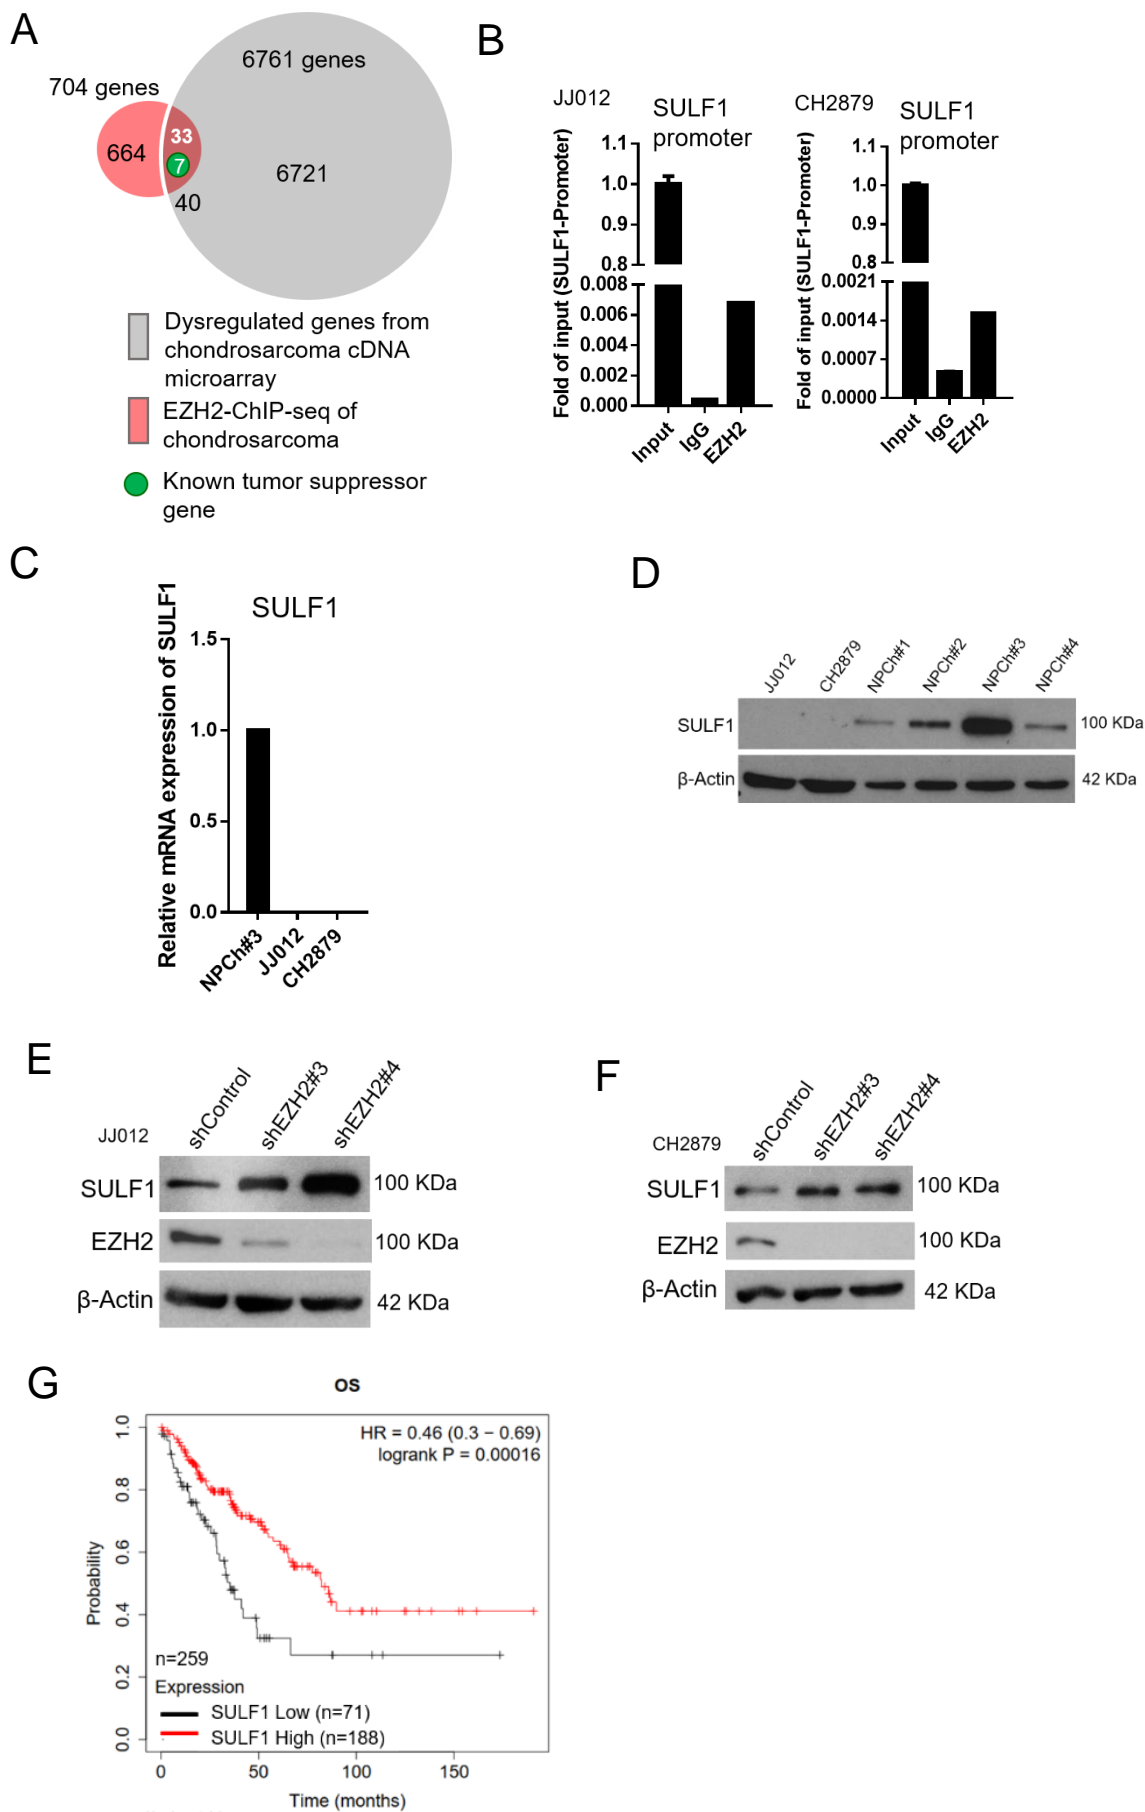 A
6761 genes
704 genes
33
664
7
6721
40
Dysregulated genes from
chondrosarcoma cDNA
microarray
EZH2-ChIP-seq of
chondrosarcoma
Known tumor suppressor
gene
B
JJ012
SULF1
promoter
Fold of input (SULF1-Promoter)
1.1
1.0
0.9
0.8
0.008
0.006
0.004
0.002
0.000
Input
IgG
EZH2
CH2879
SULF1
promoter
Fold of input (SULF1-Promoter)
1.1
1.0
0.9
0.8
0.0021
0.0014
0.0007
0.0000
Input
IgG
EZH2
C
SULF1
Relative mRNA expression of SULF1
1.5
1.0
0.5
0.0
NPCh#3
JJ012
CH2879
D
JJ012
CH2879
NPCh#1
NPCh#2
NPCh#3
NPCh#4
SULF1
100 KDa
β-Actin
42 KDa
E
JJ012
shControl
shEZH2#3
shEZH2#4
SULF1
100 KDa
EZH2
100 KDa
β-Actin
42 KDa
F
CH2879
shControl
shEZH2#3
shEZH2#4
SULF1
100 KDa
EZH2
100 KDa
β-Actin
42 KDa
G
OS
HR = 0.46 (0.3 − 0.69)
logrank P = 0.00016
Probability
1.0
0.8
0.6
0.4
0.2
0.0
n=259
Expression
SULF1 Low (n=71)
SULF1 High (n=188)
0
50
100
150
Time (months)